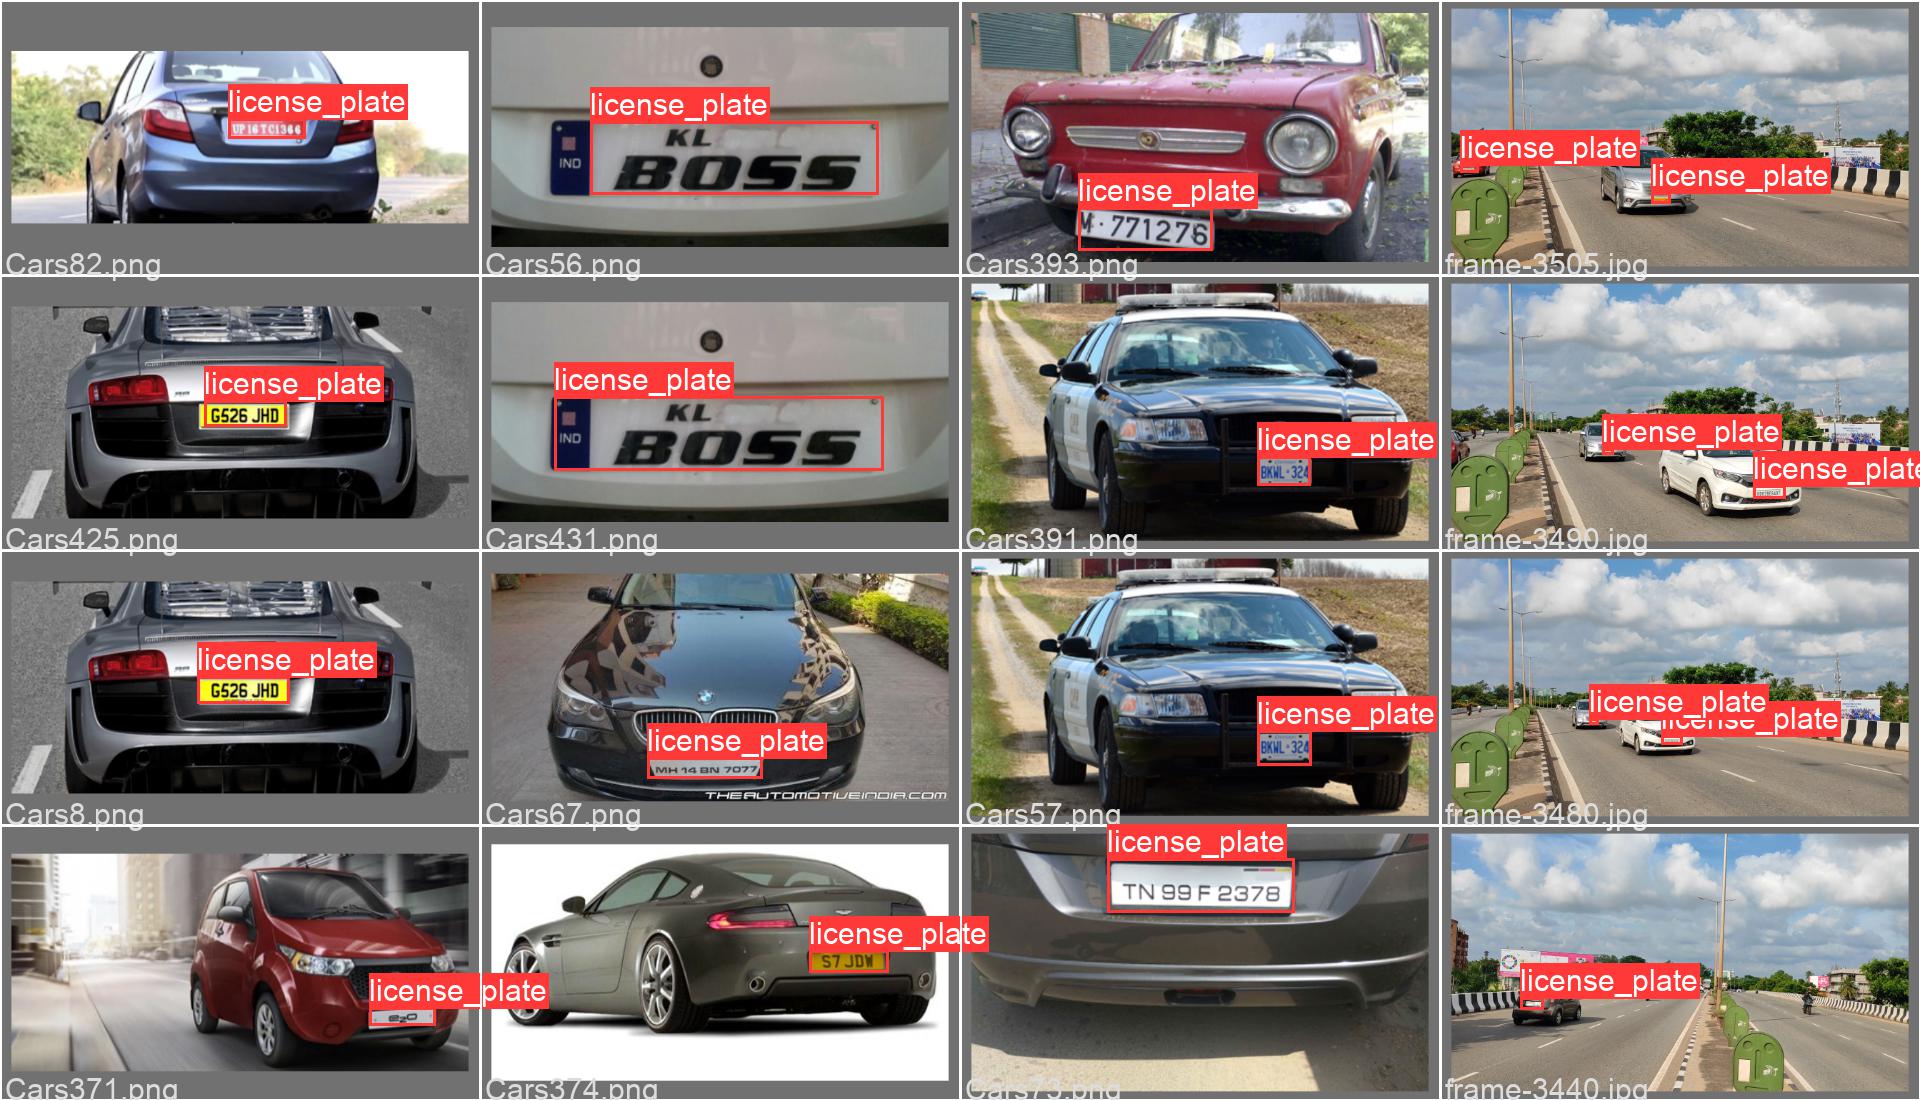 license_plate
UP16TC1366
Cars82.png
license_plate
KL
IND
BOSS
Cars56.png
license_plate
M·771276
Cars393.png
license_plate
license_plate
frame-3505.jpg
license_plate
G526 JHD
Cars425.png
license_plate
KL
IND
BOSS
Cars431.png
license_plate
BKWL·324
Cars391.png
license_plate
license_plate
frame-3490.jpg
license_plate
G526 JHD
Cars8.png
license_plate
MH 14 BN 7077
THEAUTOMOTIVEINDIA.COM
Cars67.png
license_plate
BKWL·324
Cars57.png
license_plate
license_plate
frame-3480.jpg
license_plate
e2o
Cars371.png
license_plate
S7 JDW
Cars374.png
license_plate
TN 99 F 2378
Cars73.png
license_plate
frame-3440.jpg